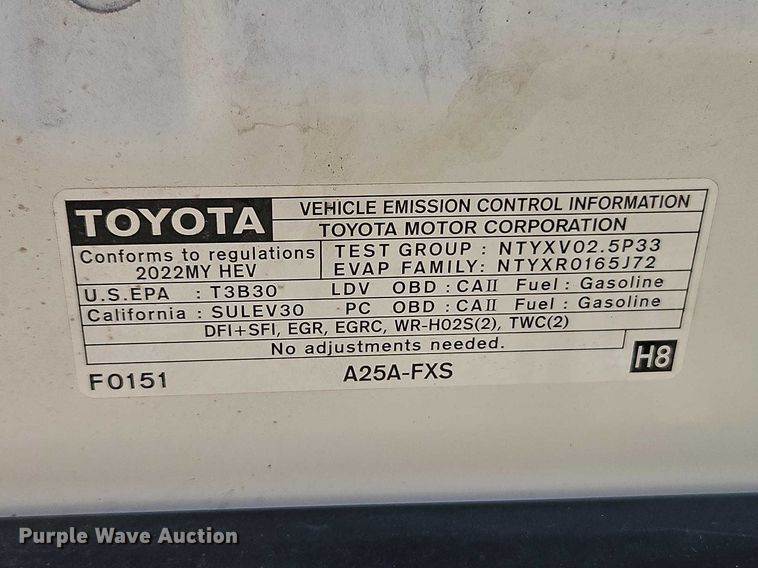 TOYOTA
VEHICLE EMISSION CONTROL INFORMATION
TOYOTA MOTOR CORPORATION
Conforms to regulations
2022MY HEV
TEST GROUP : NTYXV02.5P33
EVAP FAMILY: NTYXR0165J72
U.S.EPA : T3B30 LDV OBD : CAII Fuel : Gasoline
California : SULEV30 PC OBD : CAII Fuel : Gasoline
DFI+SFI, EGR, EGRC, WR-HO2S(2), TWC(2)
No adjustments needed.
F0151 A25A-FXS H8
Purple Wave Auction